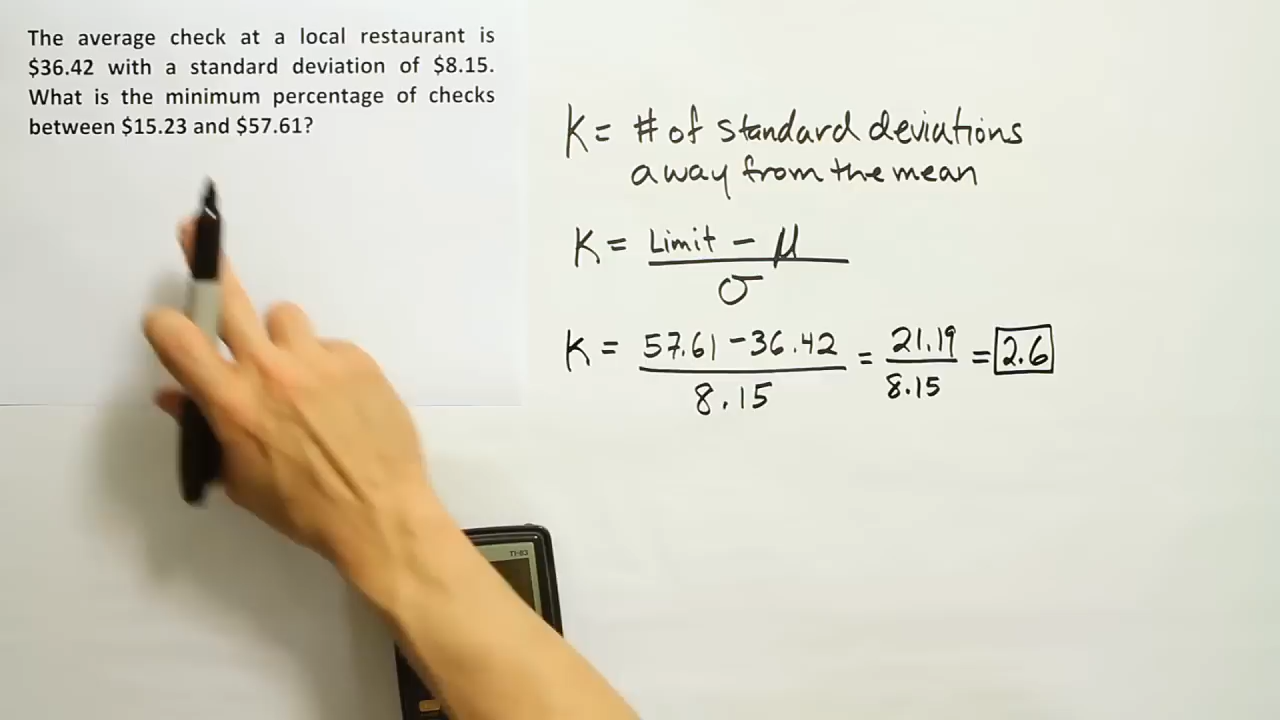 The average check at a local restaurant is
$36.42 with a standard deviation of $8.15.
What is the minimum percentage of checks
between $15.23 and $57.61?
K = # of standard deviations
away from the mean
K = Limit - μ / σ
K = 57.61 - 36.42 / 8.15 = 21.19 / 8.15 = 2.6
TI-83